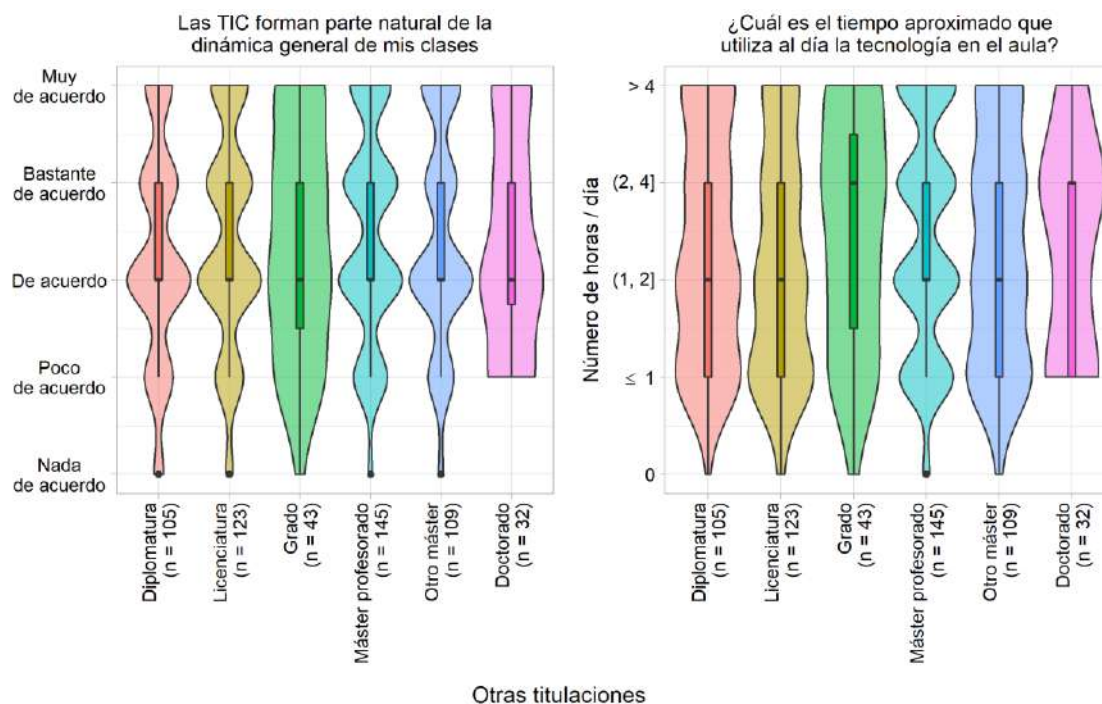 Las TIC forman parte natural de la
dinámica general de mis clases
Muy
de acuerdo
Bastante
de acuerdo
De acuerdo
Poco
de acuerdo
Nada
de acuerdo
Diplomatura
(n = 105)
Licenciatura
(n = 123)
Grado
(n = 43)
Máster profesorado
(n = 145)
Otro máster
(n = 109)
Doctorado
(n = 32)
¿Cuál es el tiempo aproximado que
utiliza al día la tecnología en el aula?
Número de horas / día
> 4
(2, 4]
(1, 2]
≤ 1
0
Diplomatura
(n = 105)
Licenciatura
(n = 123)
Grado
(n = 43)
Máster profesorado
(n = 145)
Otro máster
(n = 109)
Doctorado
(n = 32)
Otras titulaciones